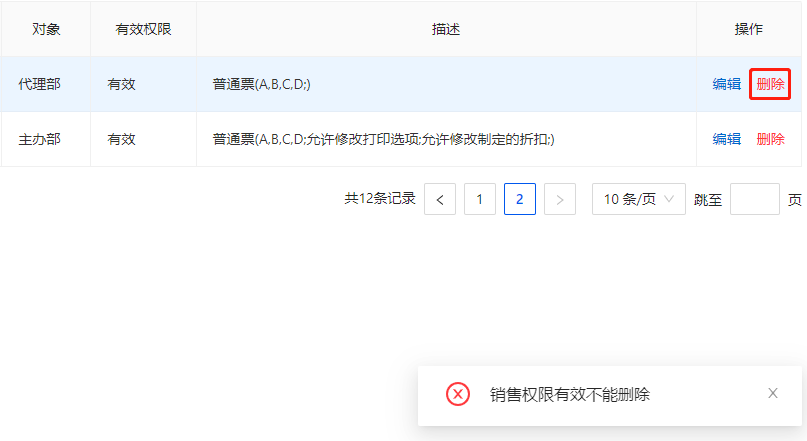 对象 有效权限 描述 操作
代理部 有效 普通票(A,B,C,D;) 编辑 删除
主办部 有效 普通票(A,B,C,D;允许修改打印选项;允许修改制定的折扣;) 编辑 删除
共12条记录 < 1 2 > 10 条/页 跳至 页
销售权限有效不能删除